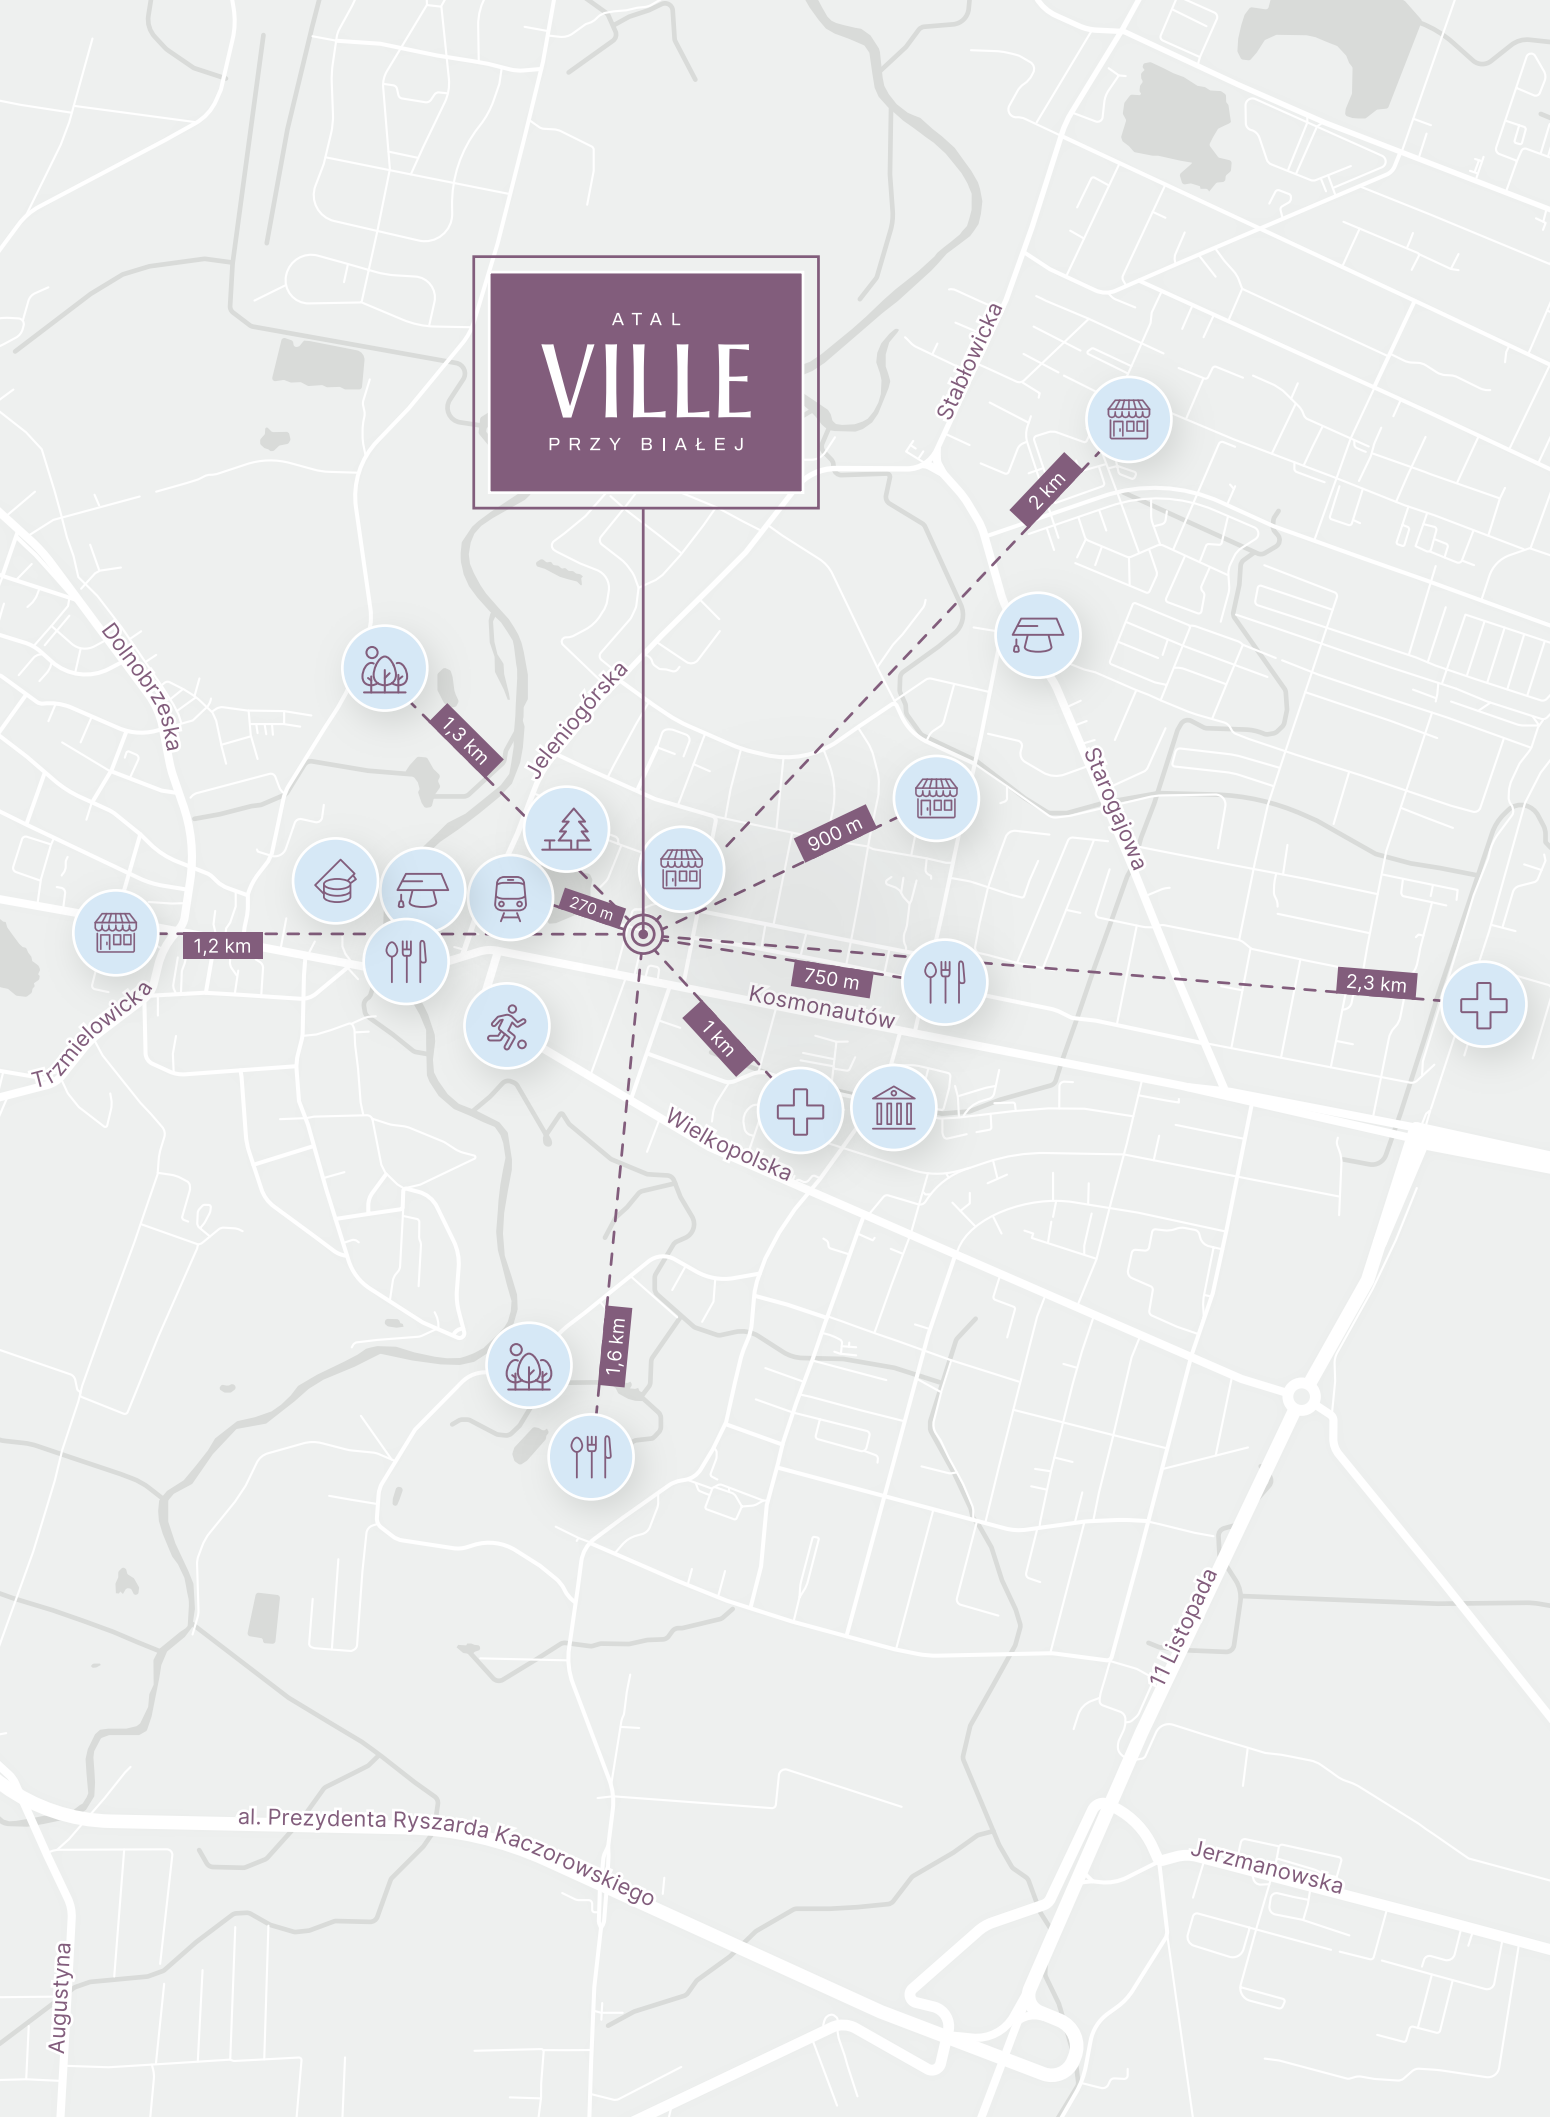 ATAL
VILLE
PRZY BIAŁEJ
Stabłowicka
2 km
Dolnobrzeska
Jeleniogórska
1,3 km
Starogajowa
900 m
270 m
1,2 km
750 m
2,3 km
Kosmonautów
1 km
Trzmielowicka
Wielkopolska
1,6 km
11 Listopada
al. Prezydenta Ryszarda Kaczorowskiego
Jerzmanowska
Augustyna